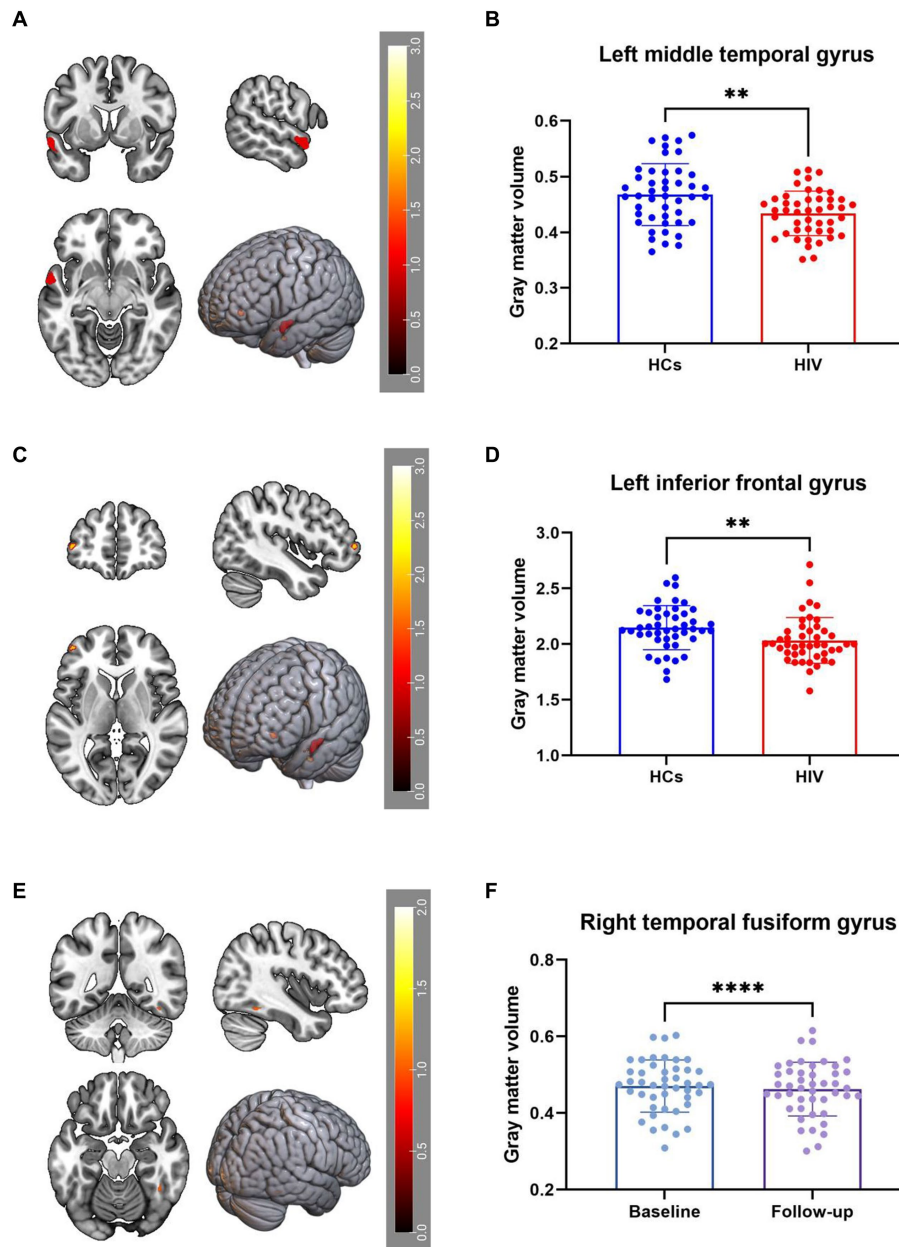 A
3.0
2.5
2.0
1.5
1.0
0.5
0.0
B
Left middle temporal gyrus
**
Gray matter volume
0.6
0.5
0.4
0.3
0.2
HCs HIV
C
3.0
2.5
2.0
1.5
1.0
0.5
0.0
D
Left inferior frontal gyrus
**
Gray matter volume
3.0
2.5
2.0
1.5
1.0
HCs HIV
E
2.0
1.5
1.0
0.5
0.0
F
Right temporal fusiform gyrus
****
Gray matter volume
0.8
0.6
0.4
0.2
Baseline Follow-up